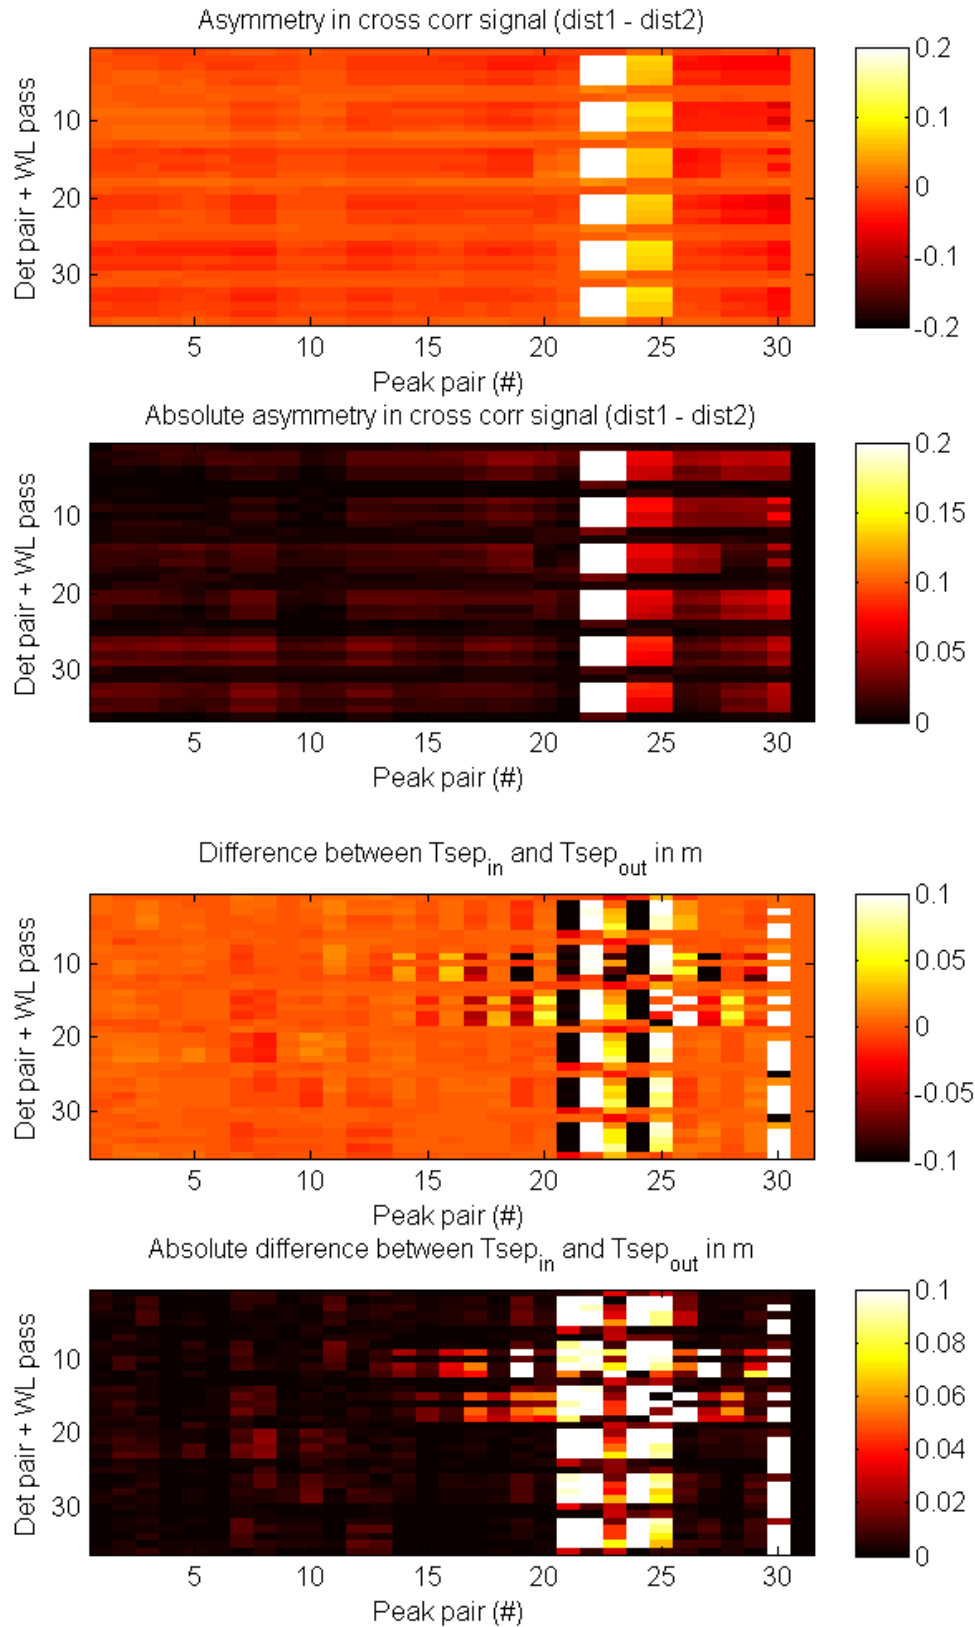 Asymmetry in cross corr signal (dist1 - dist2)
Det pair + WL pass
10
20
30
5 10 15 20 25 30
Peak pair (#)
0.2
0.1
0
-0.1
-0.2
Absolute asymmetry in cross corr signal (dist1 - dist2)
Det pair + WL pass
10
20
30
5 10 15 20 25 30
Peak pair (#)
0.2
0.15
0.1
0.05
0
Difference between Tsep_in and Tsep_out in m
Det pair + WL pass
10
20
30
5 10 15 20 25 30
Peak pair (#)
0.1
0.05
0
-0.05
-0.1
Absolute difference between Tsep_in and Tsep_out in m
Det pair + WL pass
10
20
30
5 10 15 20 25 30
Peak pair (#)
0.1
0.08
0.06
0.04
0.02
0